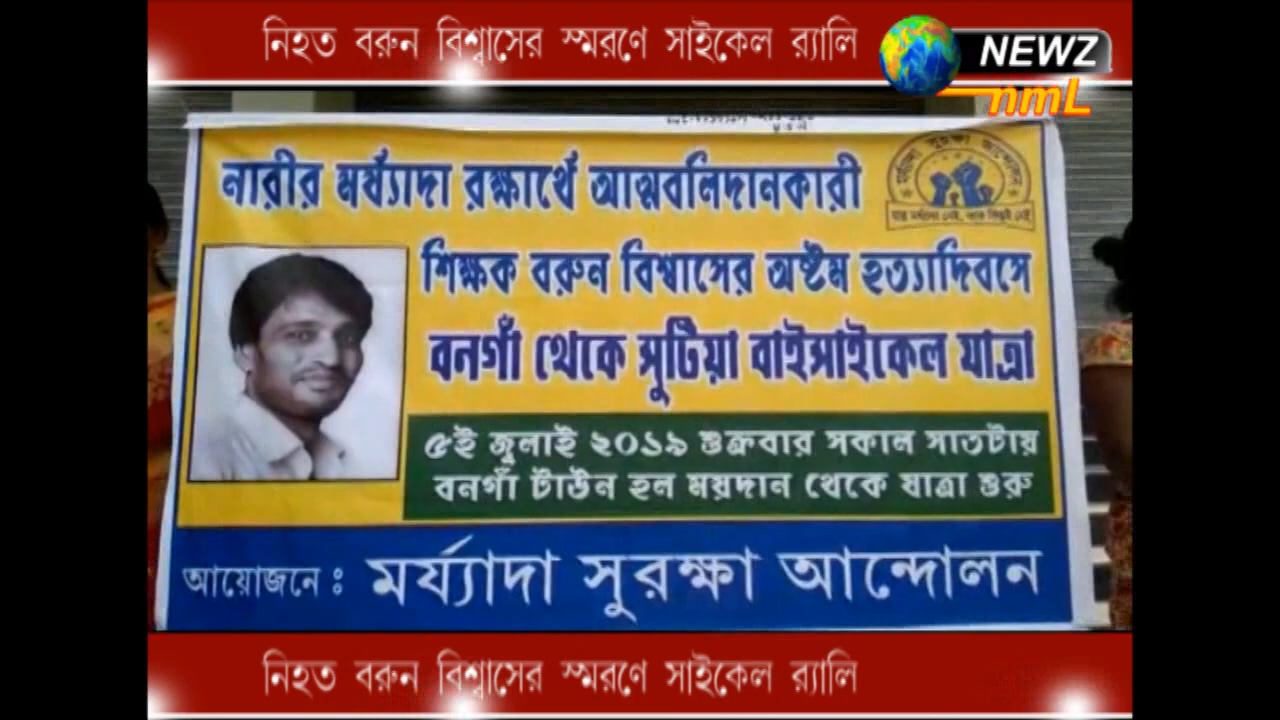 নিহত বরুন বিশ্বাসের স্মরণে সাইকেল র‍্যালি
NEWZ
nmL
নারীর মর্য্যাদা রক্ষার্থে আত্মবলিদানকারী
শিক্ষক বরুন বিশ্বাসের অষ্টম হত্যাদিবসে
বনগাঁ থেকে সুটিয়া বাইসাইকেল যাত্রা
৫ই জুলাই ২০১৯ শুক্রবার সকাল সাতটায়
বনগাঁ টাউন হল ময়দান থেকে যাত্রা শুরু
আয়োজনে : মর্য্যাদা সুরক্ষা আন্দোলন
নিহত বরুন বিশ্বাসের স্মরণে সাইকেল র‍্যালি